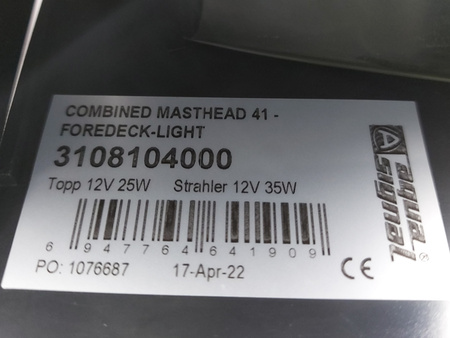 COMBINED MASTHEAD 41 -
FOREDECK-LIGHT
3108104000
Topp 12V 25W Strahler 12V 35W
6 947764 641909
PO: 1076687 17-Apr-22
CE
aqua
signal®